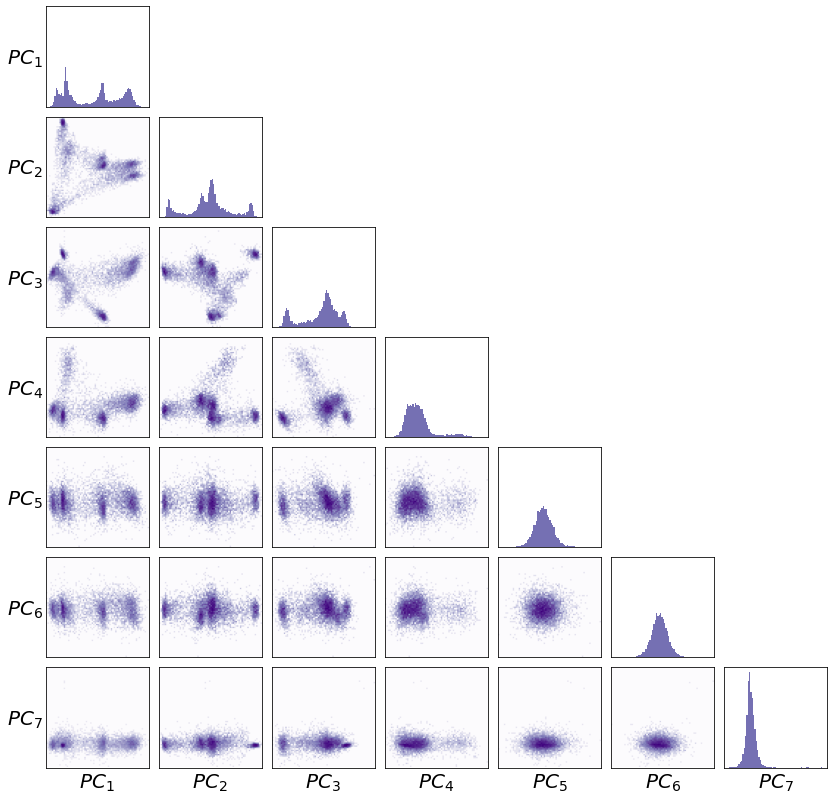 PC₁
PC₂
PC₃
PC₄
PC₅
PC₆
PC₇
PC₁ PC₂ PC₃ PC₄ PC₅ PC₆ PC₇